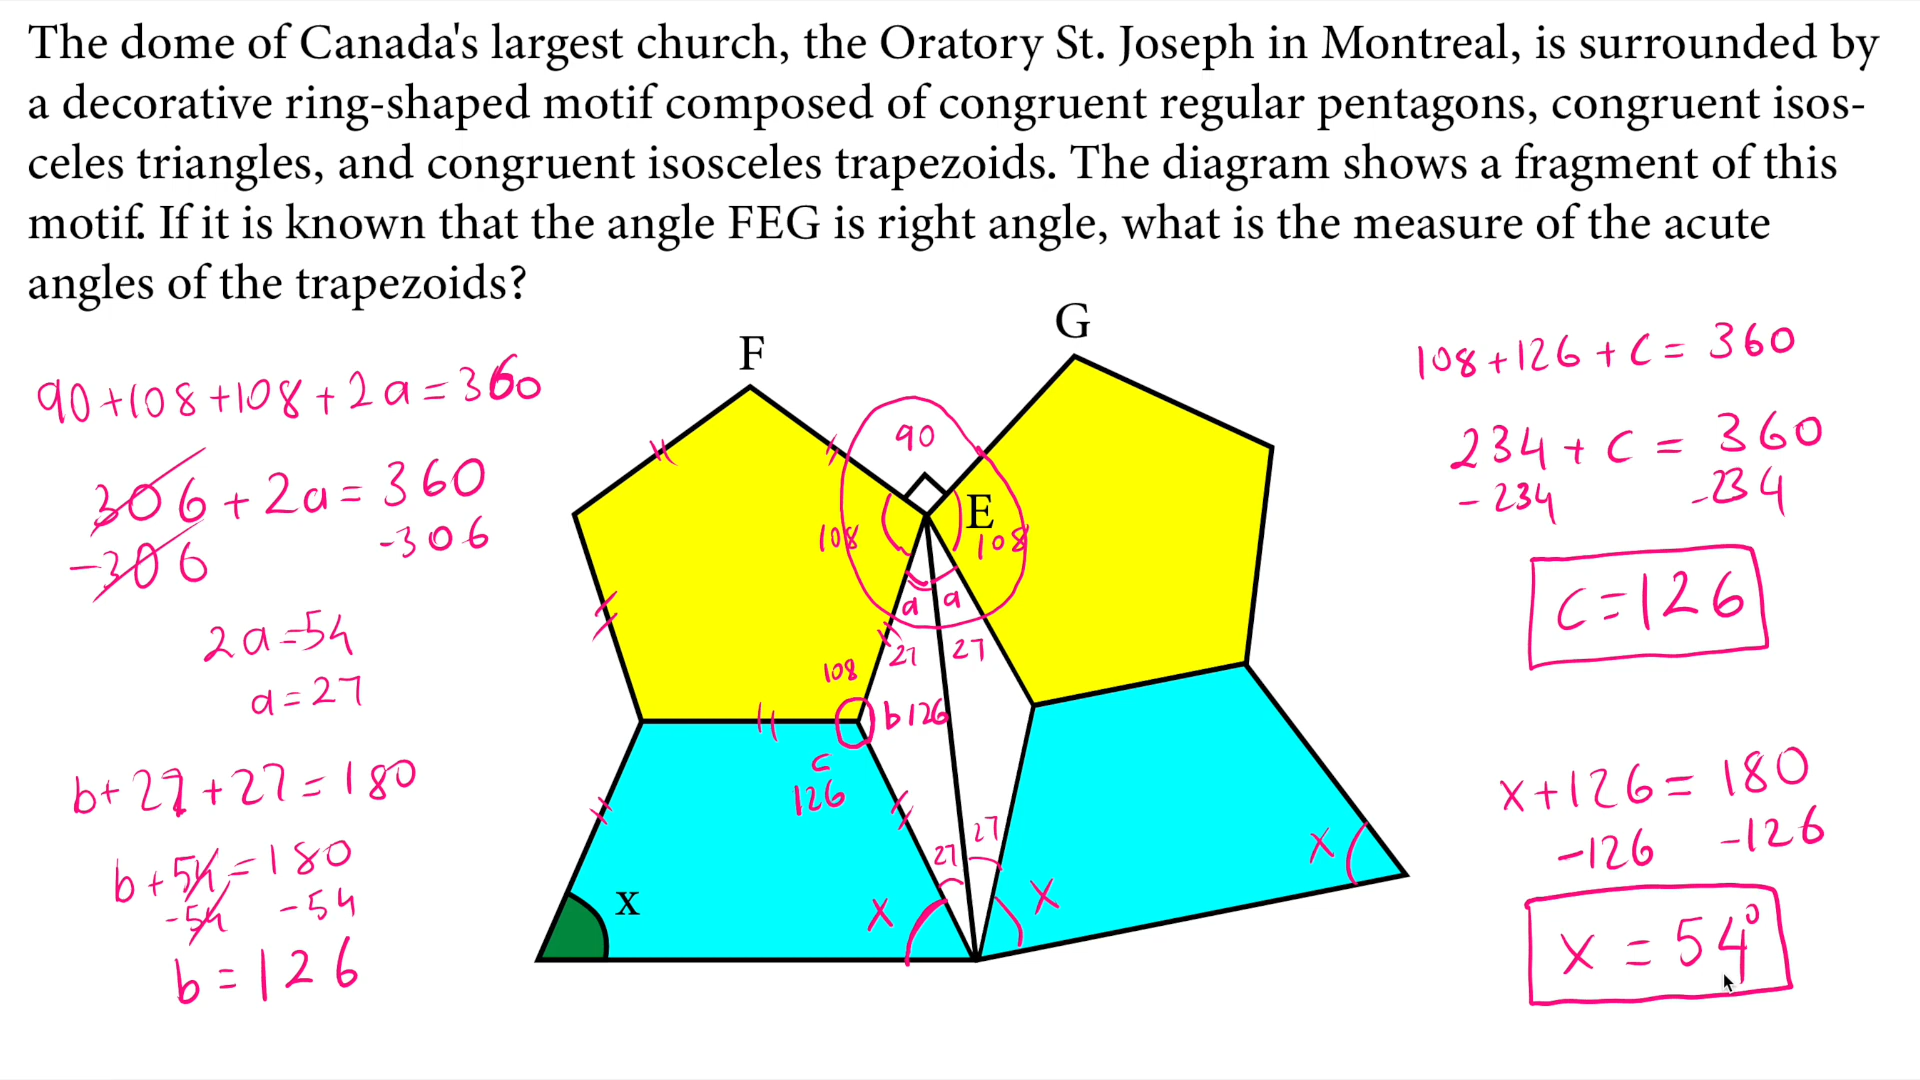 The dome of Canada's largest church, the Oratory St. Joseph in Montreal, is surrounded by
a decorative ring-shaped motif composed of congruent regular pentagons, congruent isos-
celes triangles, and congruent isosceles trapezoids. The diagram shows a fragment of this
motif. If it is known that the angle FEG is right angle, what is the measure of the acute
angles of the trapezoids?
90+108+108+2a=360
306+2a=360
-306 -306
2a=54
a=27
b+27+27=180
b+54=180
-54 -54
b=126
F
G
90
E
108 108
a a
27 27
108
b 126
c
126
27 27
x
x
x
x
108+126+c=360
234+c=360
-234 -234
c=126
x+126=180
-126 -126
x=54°